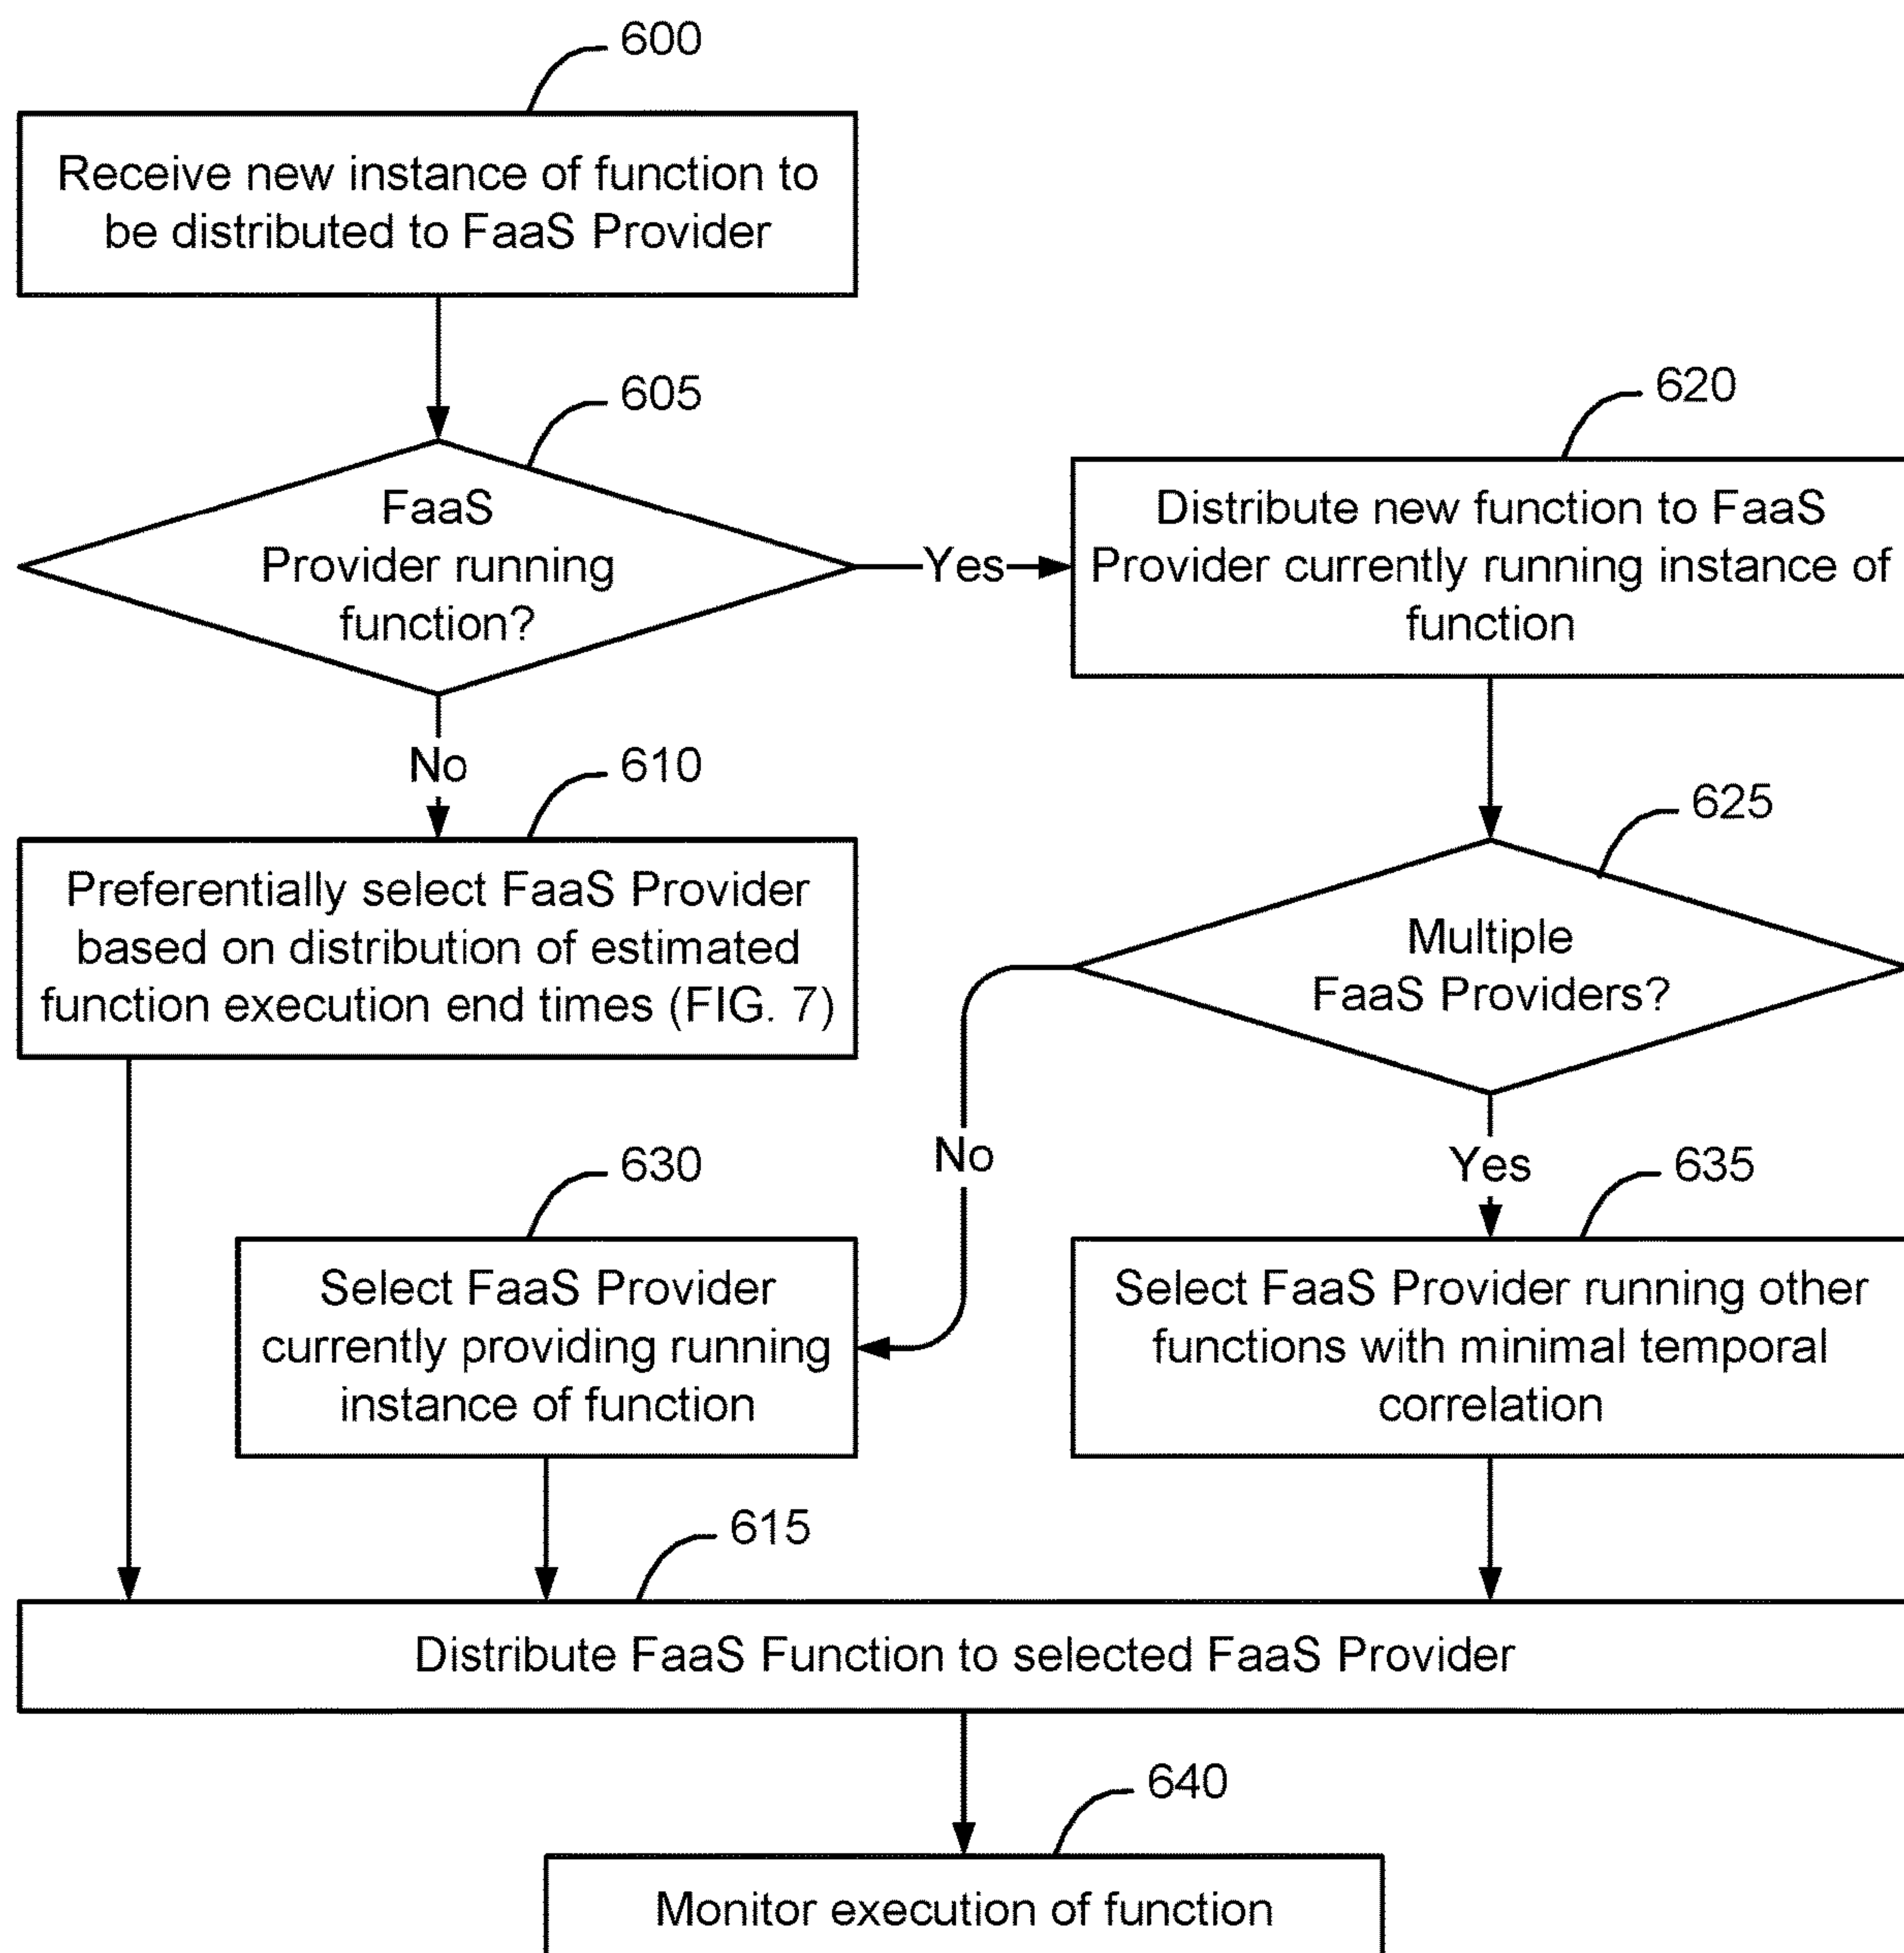 600
Receive new instance of function to
be distributed to FaaS Provider
605
FaaS
Provider running
function?
Yes
620
Distribute new function to FaaS
Provider currently running instance of
function
No
610
Preferentially select FaaS Provider
based on distribution of estimated
function execution end times (FIG. 7)
625
Multiple
FaaS Providers?
No
Yes
630
Select FaaS Provider
currently providing running
instance of function
635
Select FaaS Provider running other
functions with minimal temporal
correlation
615
Distribute FaaS Function to selected FaaS Provider
640
Monitor execution of function